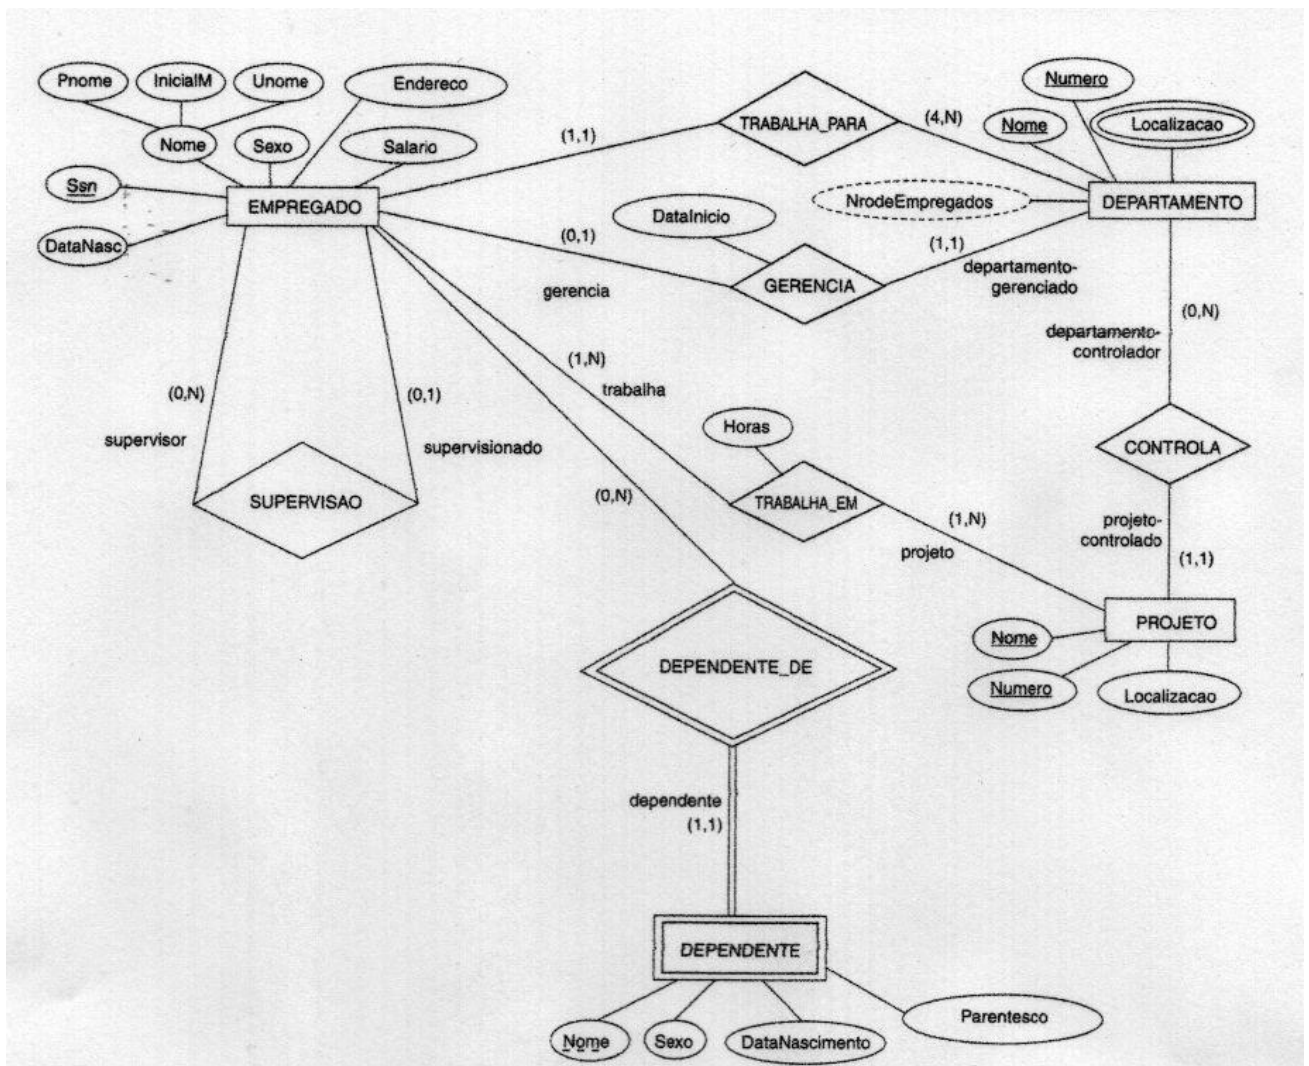 Pnome
InicialM
Unome
Endereco
Nome
Sexo
Salario
Ssn
DataNasc
EMPREGADO
(1,1)
TRABALHA_PARA
(4,N)
Numero
Nome
Localizacao
NrodeEmpregados
DEPARTAMENTO
DataInicio
(0,1)
gerencia
GERENCIA
(1,1)
departamento-
gerenciado
(0,N)
departamento-
controlador
CONTROLA
projeto-
controlado
(1,1)
(0,N)
supervisor
(0,1)
supervisionado
SUPERVISAO
(1,N)
trabalha
Horas
TRABALHA_EM
(1,N)
projeto
PROJETO
Nome
Numero
Localizacao
(0,N)
DEPENDENTE_DE
dependente
(1,1)
DEPENDENTE
Nome
Sexo
DataNascimento
Parentesco